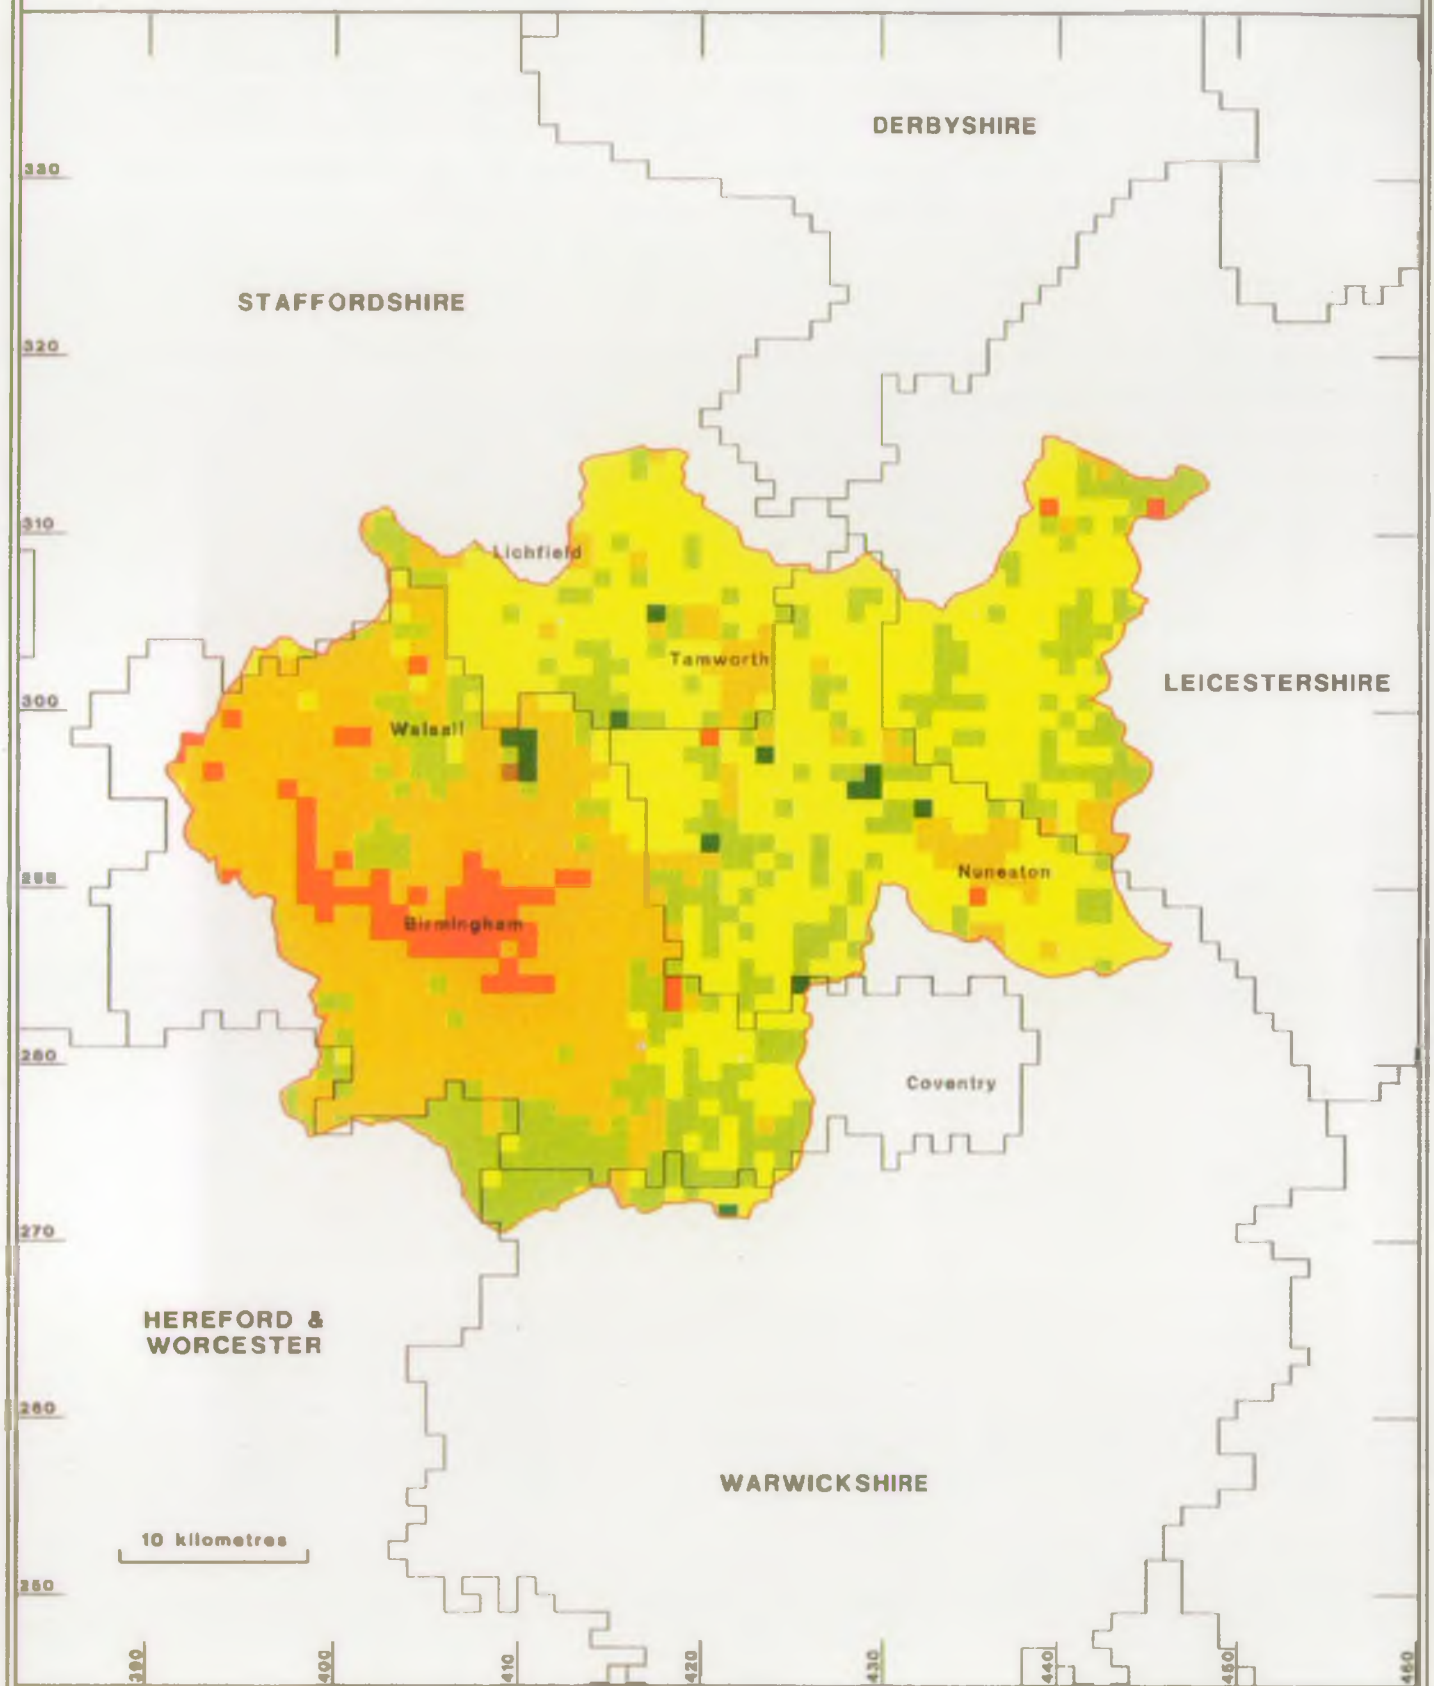 DERBYSHIRE
330
STAFFORDSHIRE
320
310
Lichfield
Tamworth
LEICESTERSHIRE
300
Walsall
Nuneaton
Birmingham
280
Coventry
270
HEREFORD &
WORCESTER
260
WARWICKSHIRE
10 kilometres
250
390
400
410
420
430
440
450
460